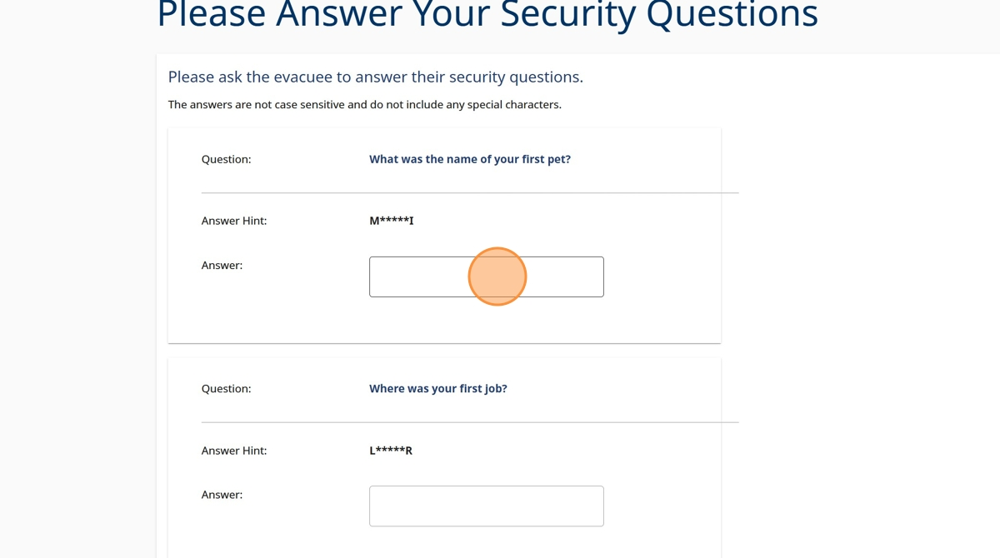 Please Answer Your Security Questions
Please ask the evacuee to answer their security questions.
The answers are not case sensitive and do not include any special characters.
Question: What was the name of your first pet?
Answer Hint: M*****I
Answer:
Question: Where was your first job?
Answer Hint: L*****R
Answer: